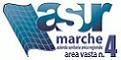 asur
marche
azienda sanitaria unica regionale
area vasta n. 4